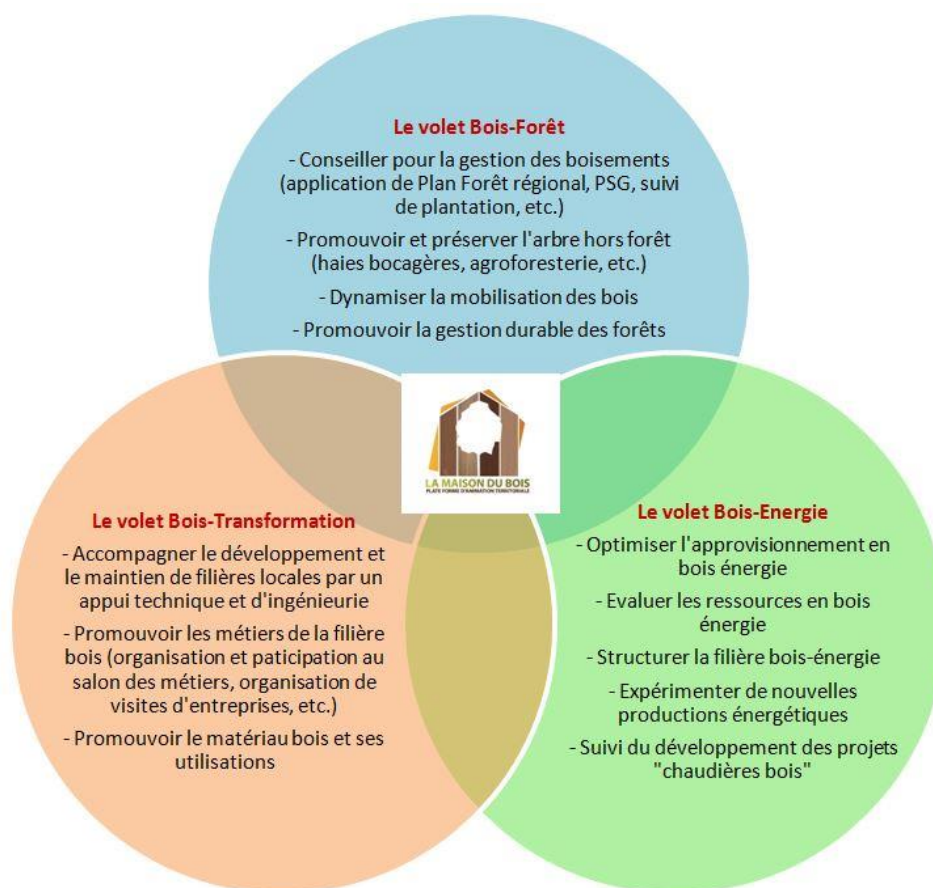 Le volet Bois-Forêt
- Conseiller pour la gestion des boisements
(application de Plan Forêt régional, PSG, suivi
de plantation, etc.)
- Promouvoir et préserver l'arbre hors forêt
(haies bocagères, agroforesterie, etc.)
- Dynamiser la mobilisation des bois
- Promouvoir la gestion durable des forêts
LA MAISON DU BOIS
PLATE FORME D'ANIMATION TERRITORIALE
Le volet Bois-Transformation
- Accompagner le développement et
le maintien de filières locales par un
appui technique et d'ingénieurie
- Promouvoir les métiers de la filière
bois (organisation et paticipation au
salon des métiers, organisation de
visites d'entreprises, etc.)
- Promouvoir le matériau bois et ses
utilisations
Le volet Bois-Energie
- Optimiser l'approvisionnement en
bois énergie
- Evaluer les ressources en bois
énergie
- Structurer la filière bois-énergie
- Expérimenter de nouvelles
productions énergétiques
- Suivi du développement des projets
"chaudières bois"